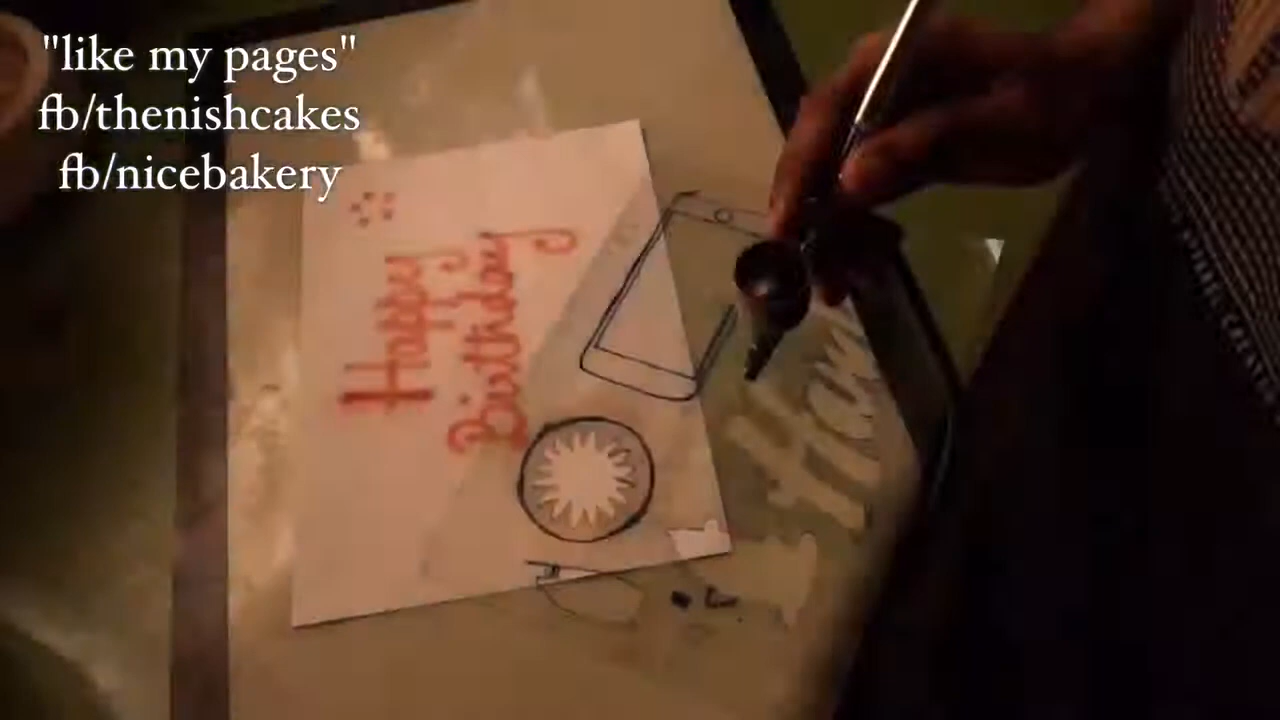 "like my pages"
fb/thenishcakes
fb/nicebakery
Happy
Birthday